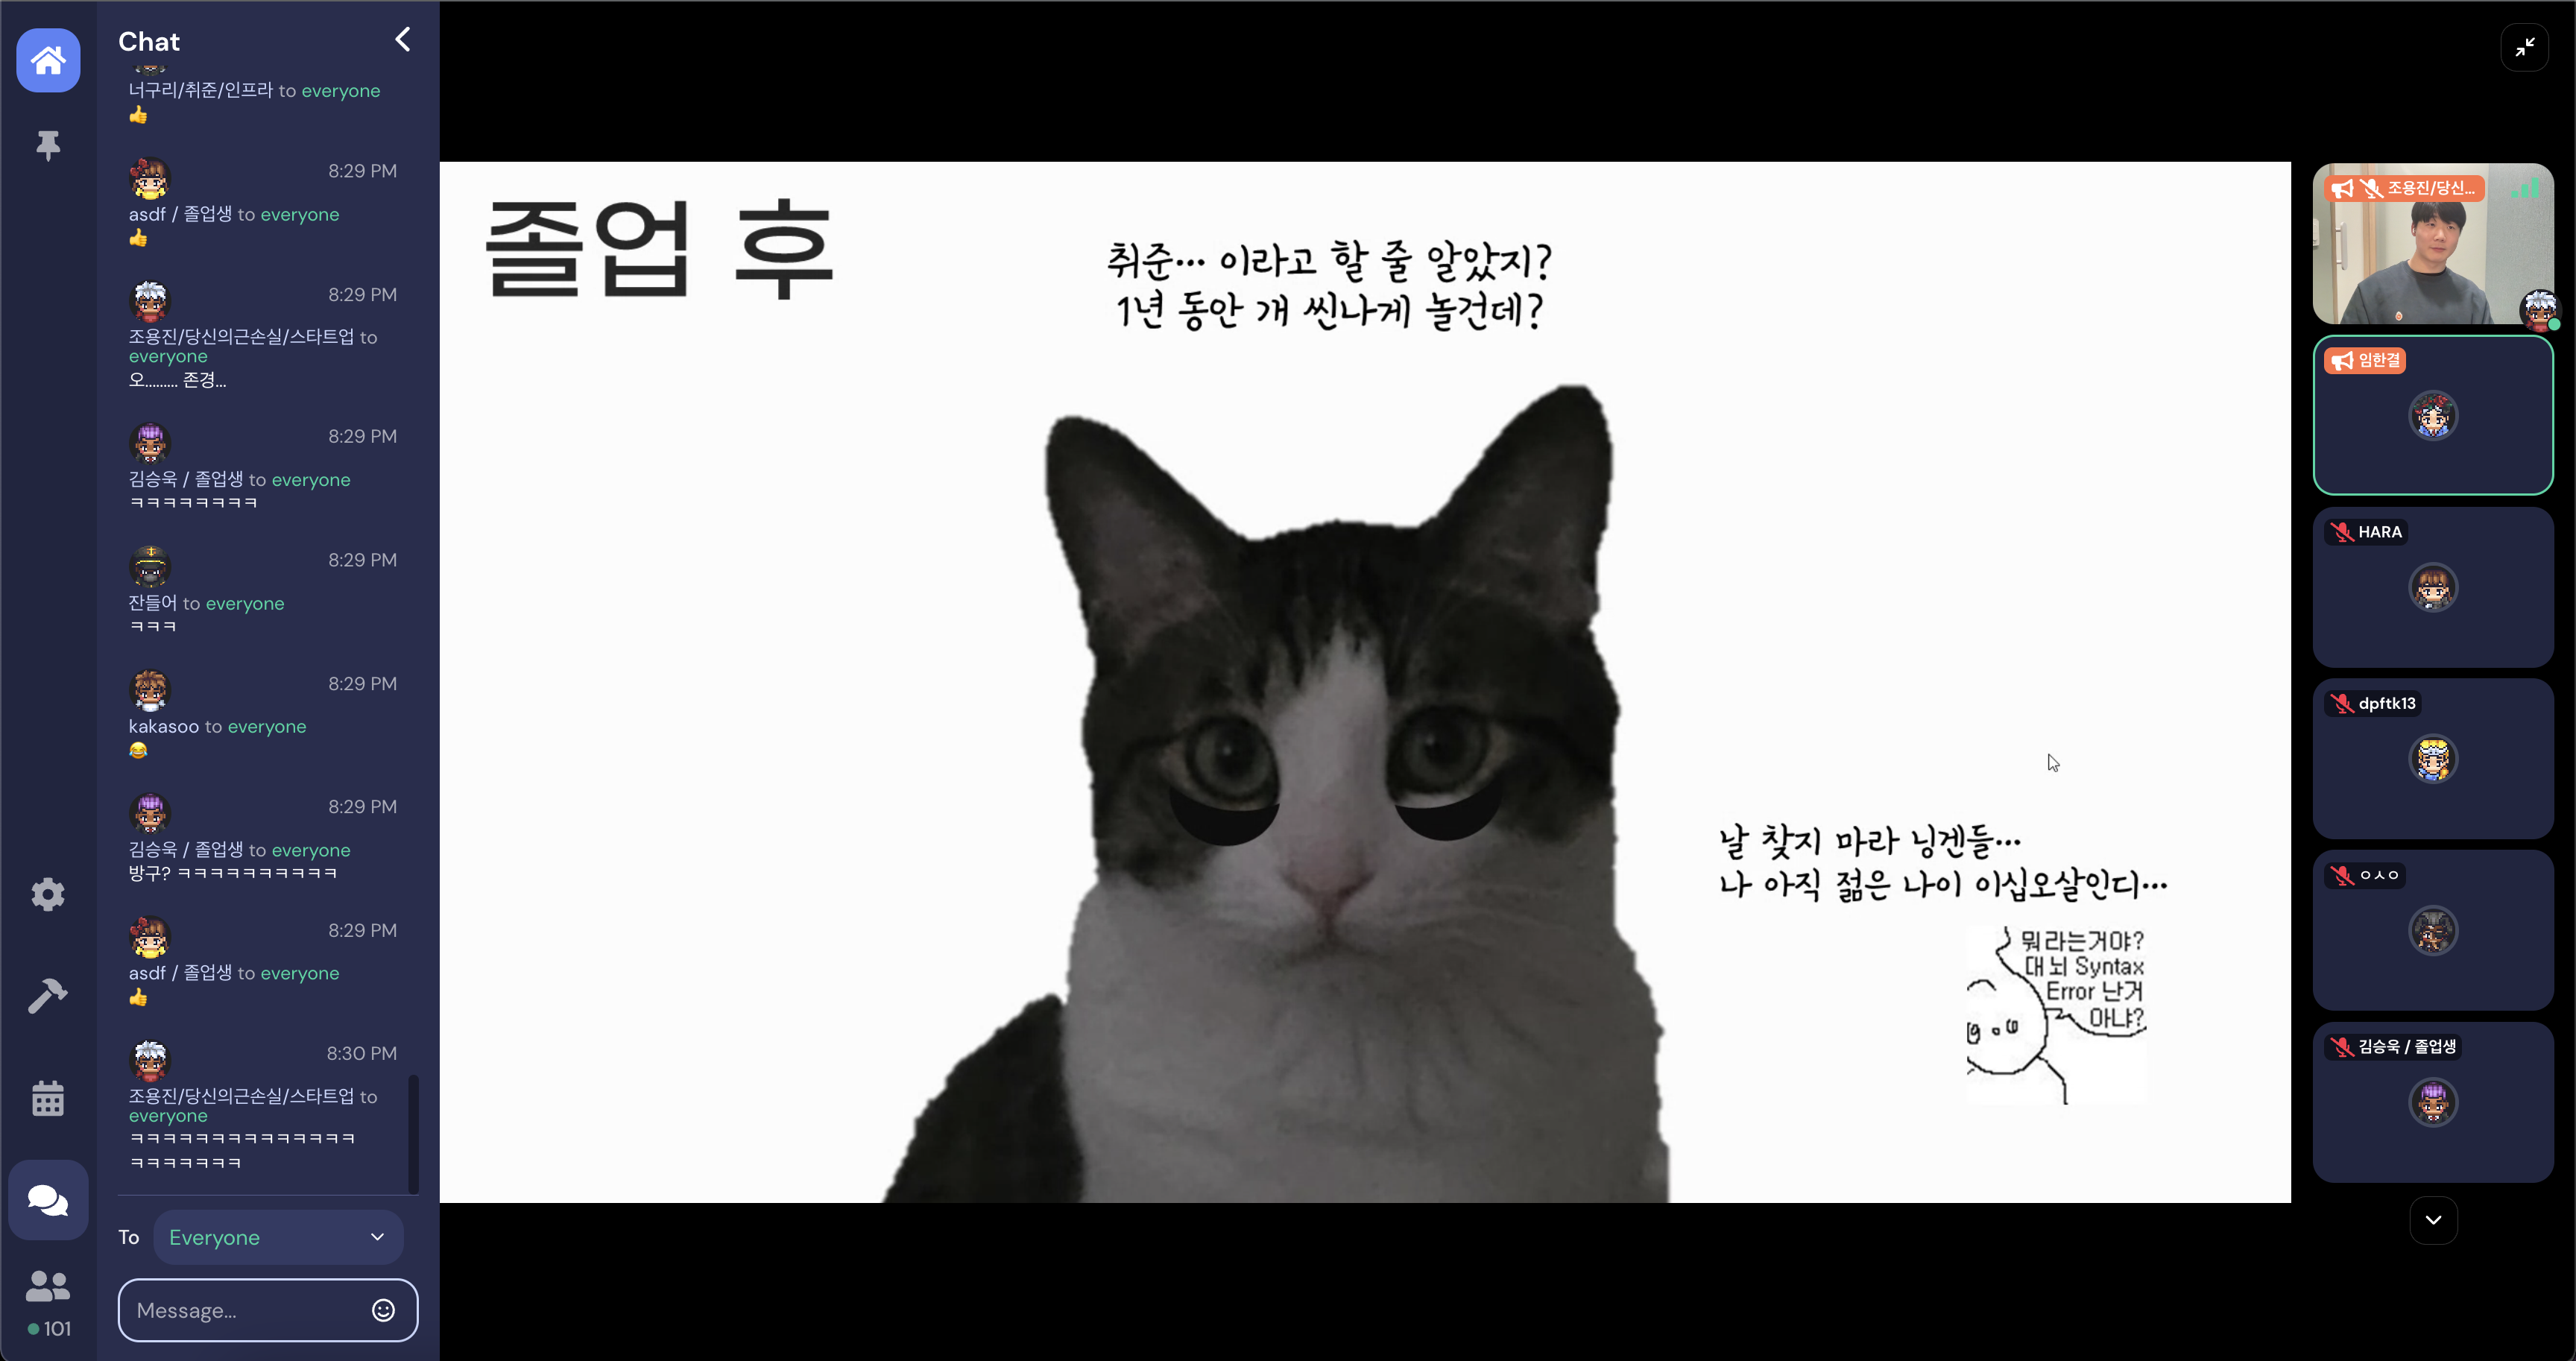 Chat
너구리/취준/인프라 to everyone
👍
8:29 PM
asdf / 졸업생 to everyone
👍
8:29 PM
조용진/당신의근손실/스타트업 to
everyone
오......... 존경...
8:29 PM
김승욱 / 졸업생 to everyone
ㅋㅋㅋㅋㅋㅋㅋㅋ
8:29 PM
잔들어 to everyone
ㅋㅋㅋ
8:29 PM
kakasoo to everyone
😂
8:29 PM
김승욱 / 졸업생 to everyone
방구? ㅋㅋㅋㅋㅋㅋㅋㅋㅋㅋ
8:29 PM
asdf / 졸업생 to everyone
👍
8:30 PM
조용진/당신의근손실/스타트업 to
everyone
ㅋㅋㅋㅋㅋㅋㅋㅋㅋㅋㅋㅋㅋㅋ
ㅋㅋㅋㅋㅋㅋㅋ
To Everyone
Message...
101
졸업 후
취준… 이라고 할 줄 알았지?
1년 동안 개 씬나게 놀건데?
날 찾지 마라 닝겐들…
나 아직 젊은 나이 이십오살인디…
뭐라는거야?
대뇌 Syntax
Error 난거
아냐?
조용진/당신...
임한결
HARA
dpftk13
ㅇㅅㅇ
김승욱 / 졸업생